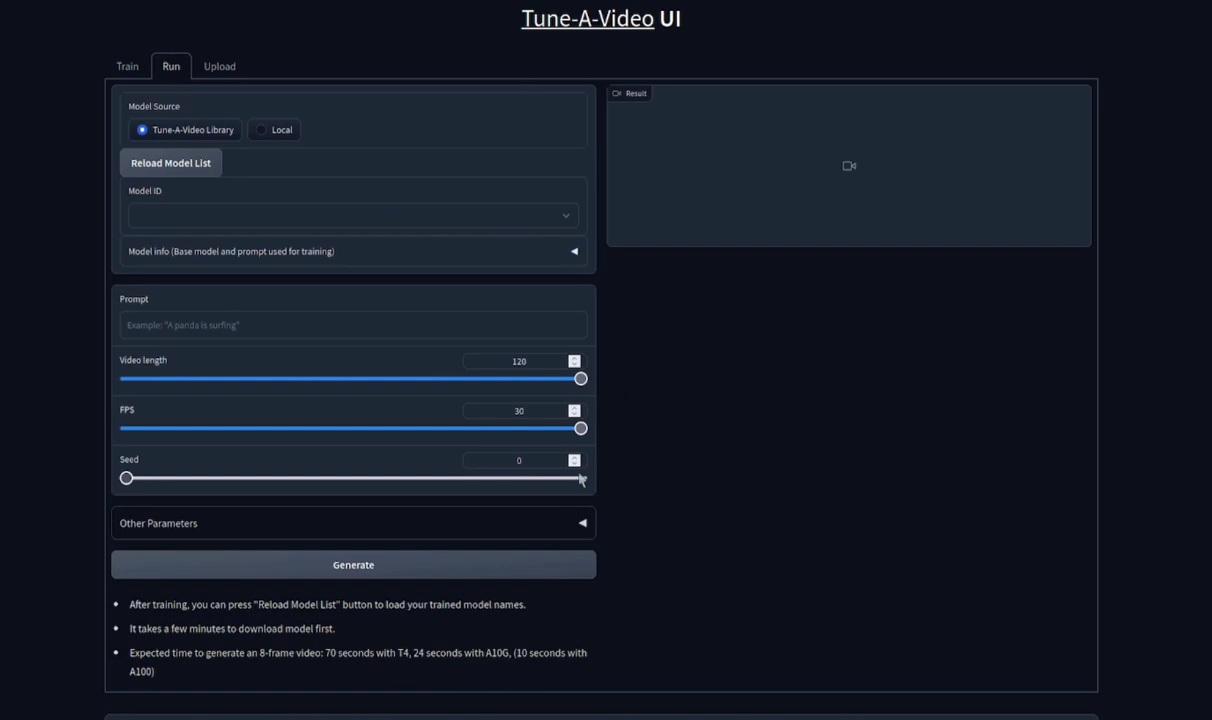 Tune-A-Video UI
Train Run Upload
Model Source
Tune-A-Video Library Local
Reload Model List
Model ID
Model info (Base model and prompt used for training)
Result
Prompt
Example: "A panda is surfing"
Video length 120
FPS 30
Seed 0
Other Parameters
Generate
After training, you can press "Reload Model List" button to load your trained model names.
It takes a few minutes to download model first.
Expected time to generate an 8-frame video: 70 seconds with T4, 24 seconds with A10G, (10 seconds with
A100)